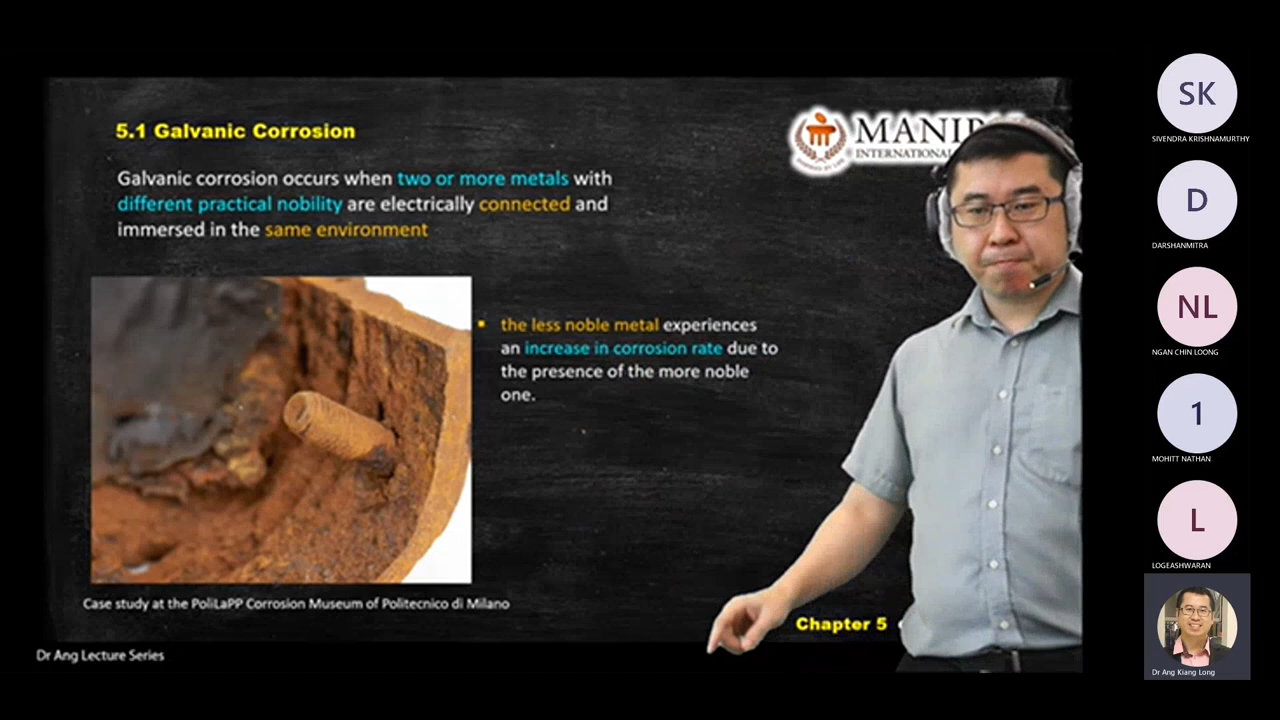 5.1 Galvanic Corrosion
Galvanic corrosion occurs when two or more metals with
different practical nobility are electrically connected and
immersed in the same environment
▪ the less noble metal experiences
an increase in corrosion rate due to
the presence of the more noble
one.
Case study at the PoliLaPP Corrosion Museum of Politecnico di Milano
Chapter 5
Dr Ang Lecture Series
INTERNATIONAL
SK
SIVENDRA KRISHNAMURTHY
D
DARSHANMITRA
NL
NGAN CHIN LOONG
1
MOHITT NATHAN
L
LOGEASHWARAN
Dr Ang Kiang Long